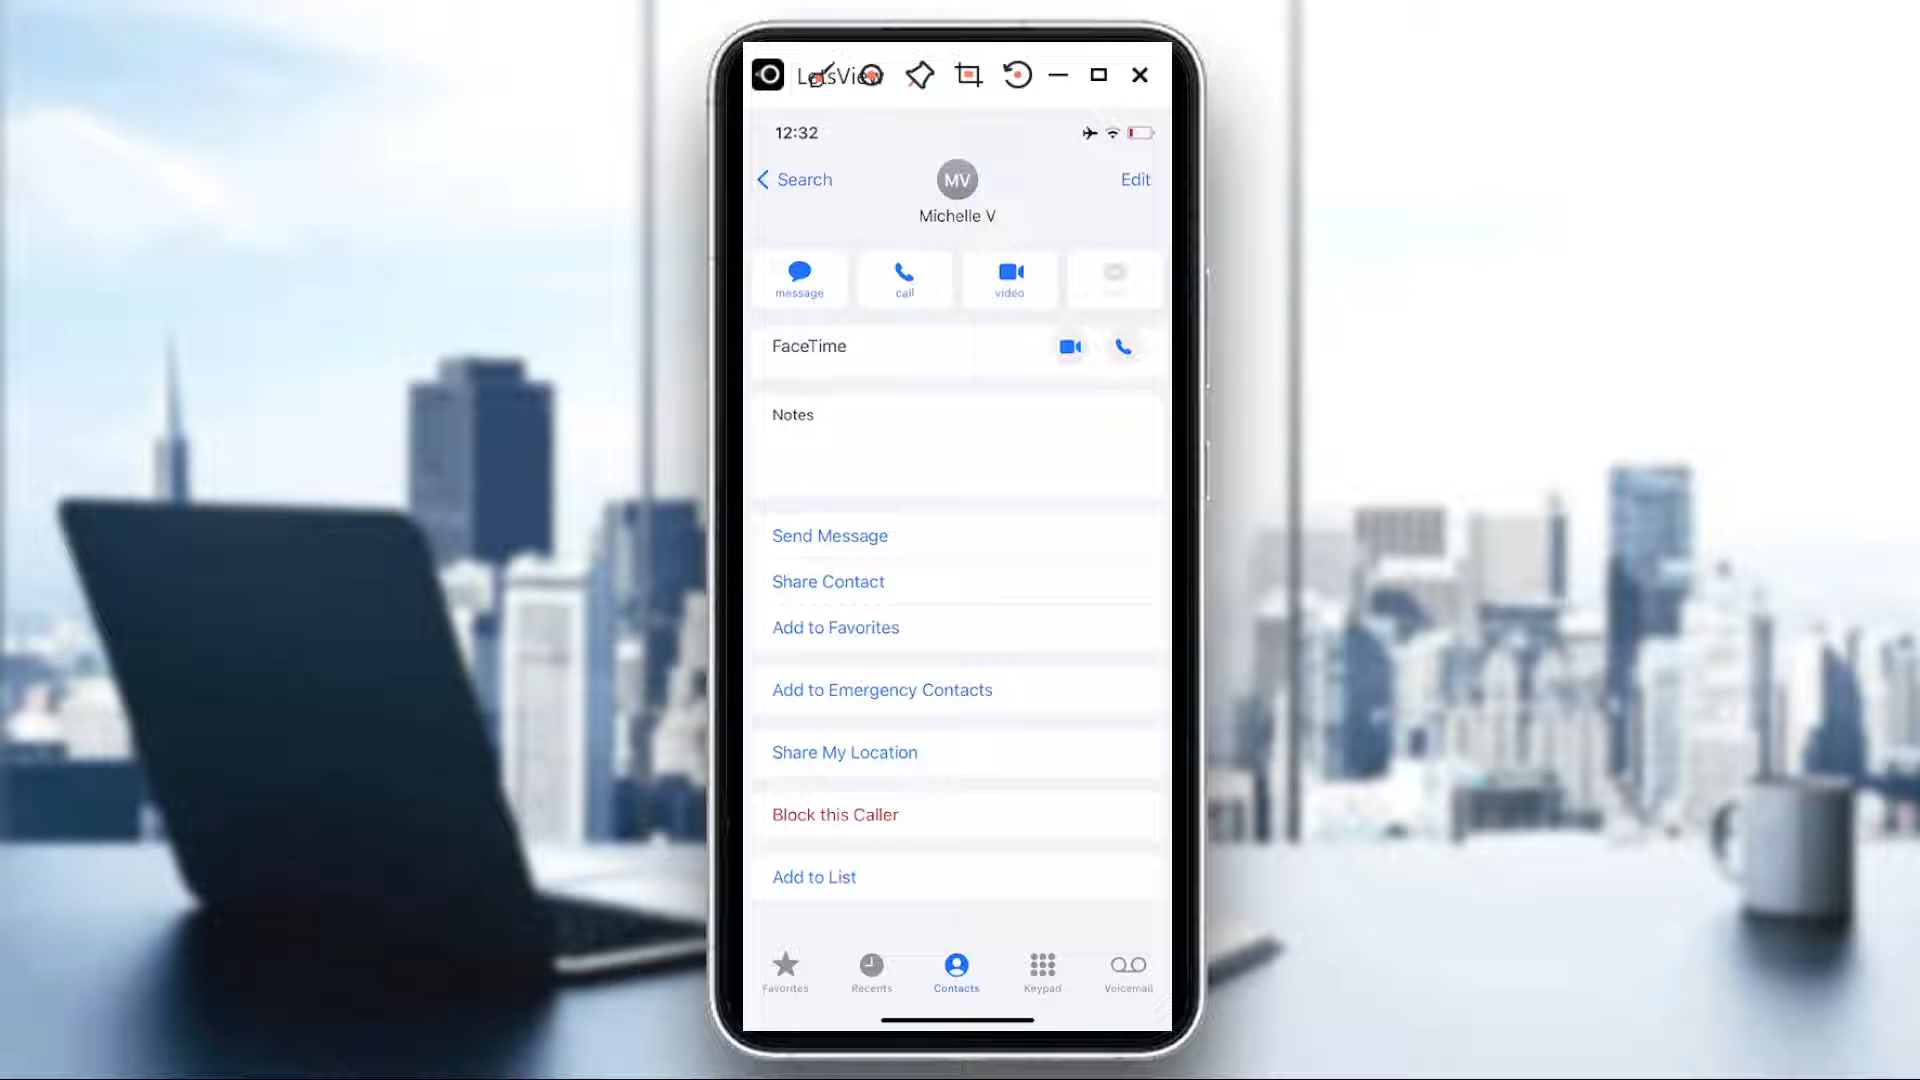 LetsView
12:32
Search
MV
Edit
Michelle V
message
call
video
FaceTime
Notes
Send Message
Share Contact
Add to Favorites
Add to Emergency Contacts
Share My Location
Block this Caller
Add to List
Favorites
Recents
Contacts
Keypad
Voicemail